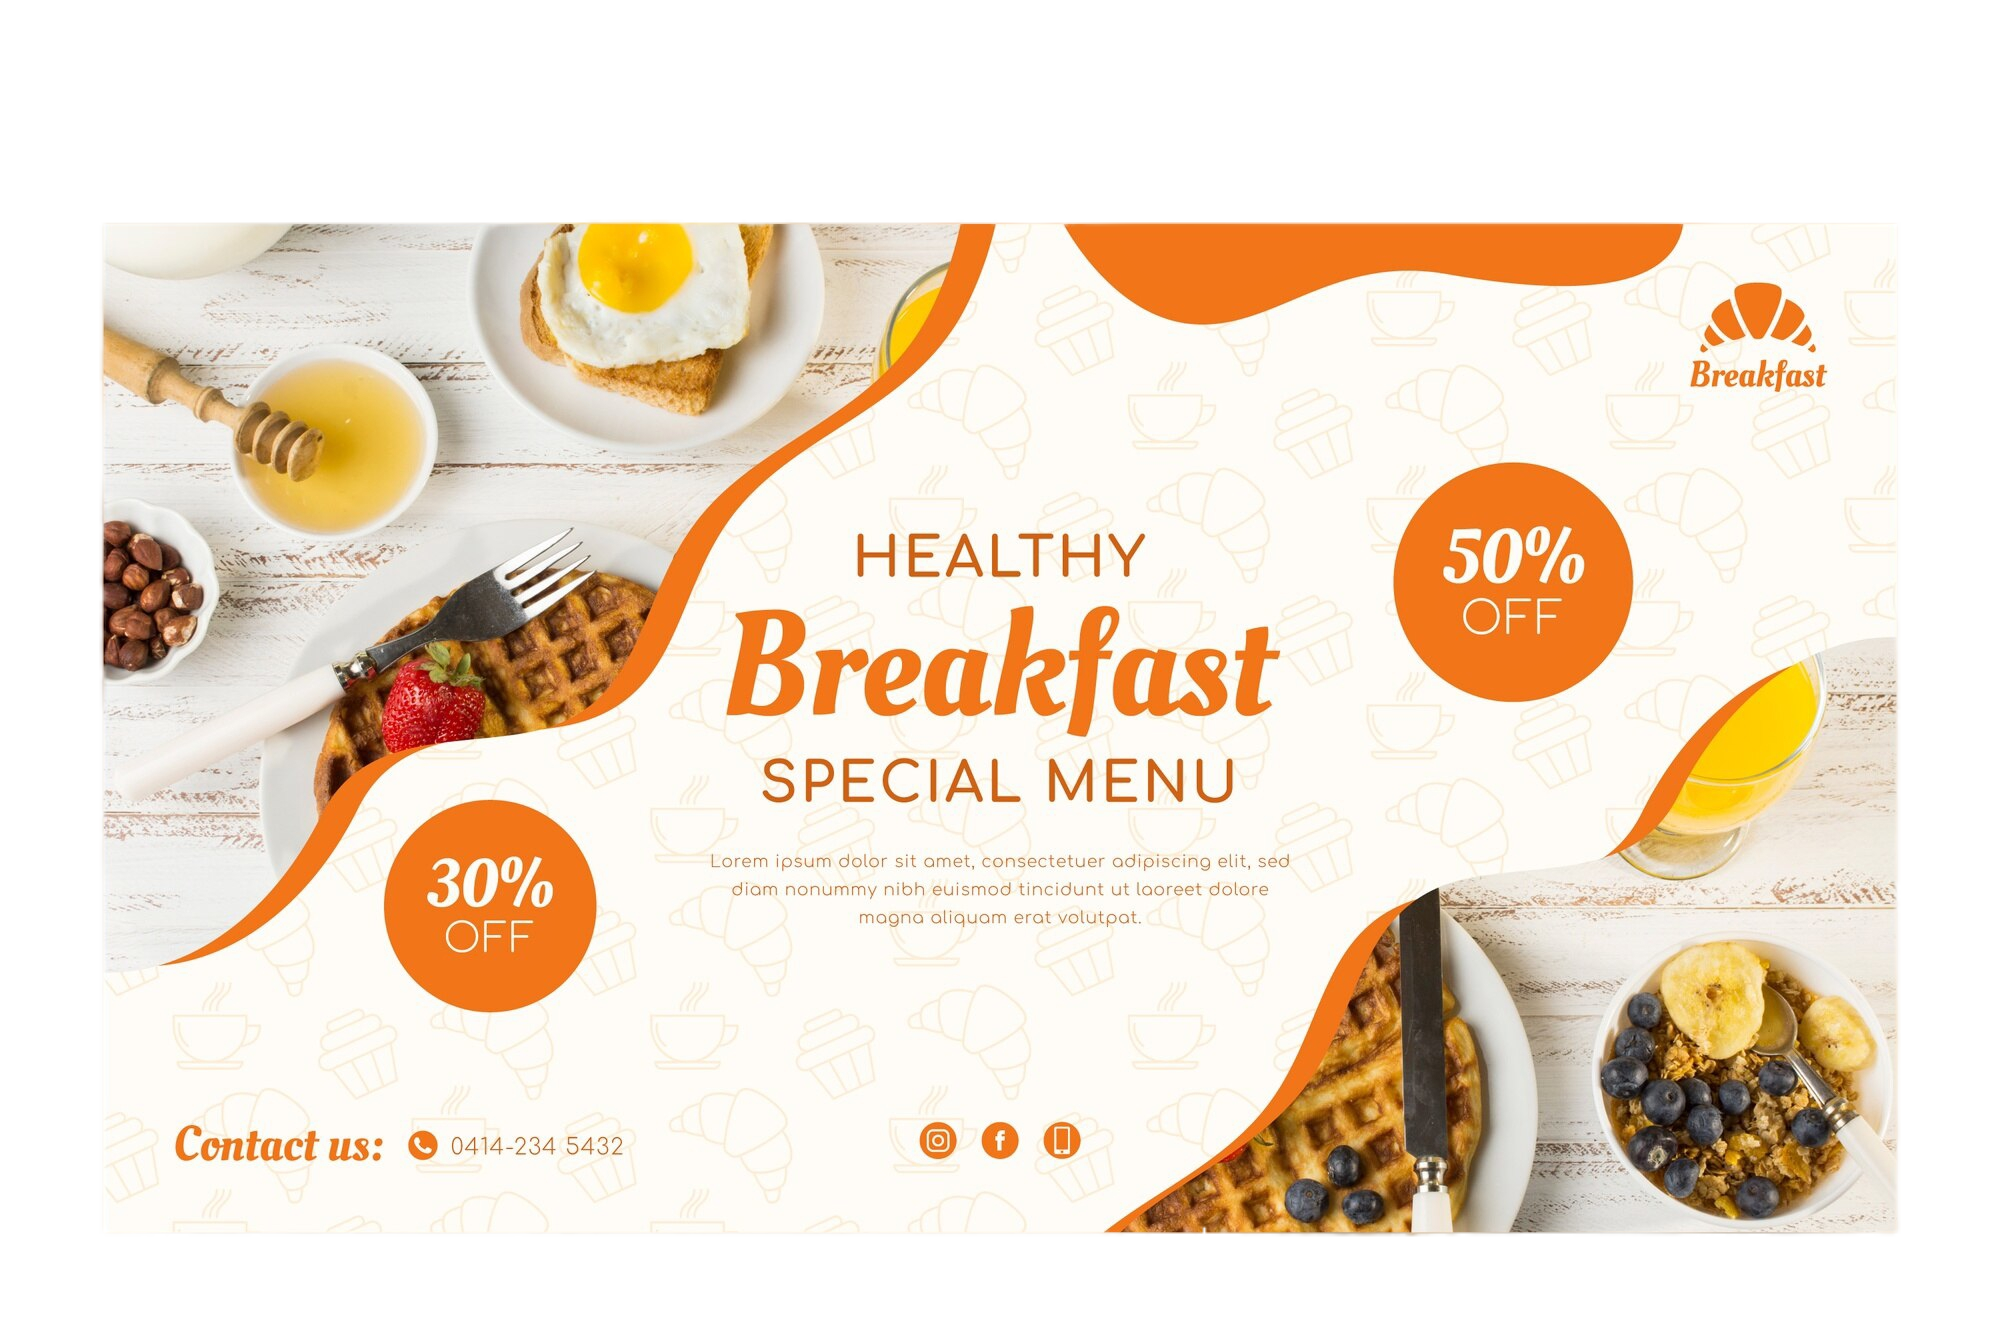 Breakfast
HEALTHY
Breakfast
SPECIAL MENU
50%
OFF
Lorem ipsum dolor sit amet, consectetuer adipiscing elit, sed
diam nonummy nibh euismod tincidunt ut laoreet dolore
magna aliquam erat volutpat.
30%
OFF
Contact us: 0414-234 5432